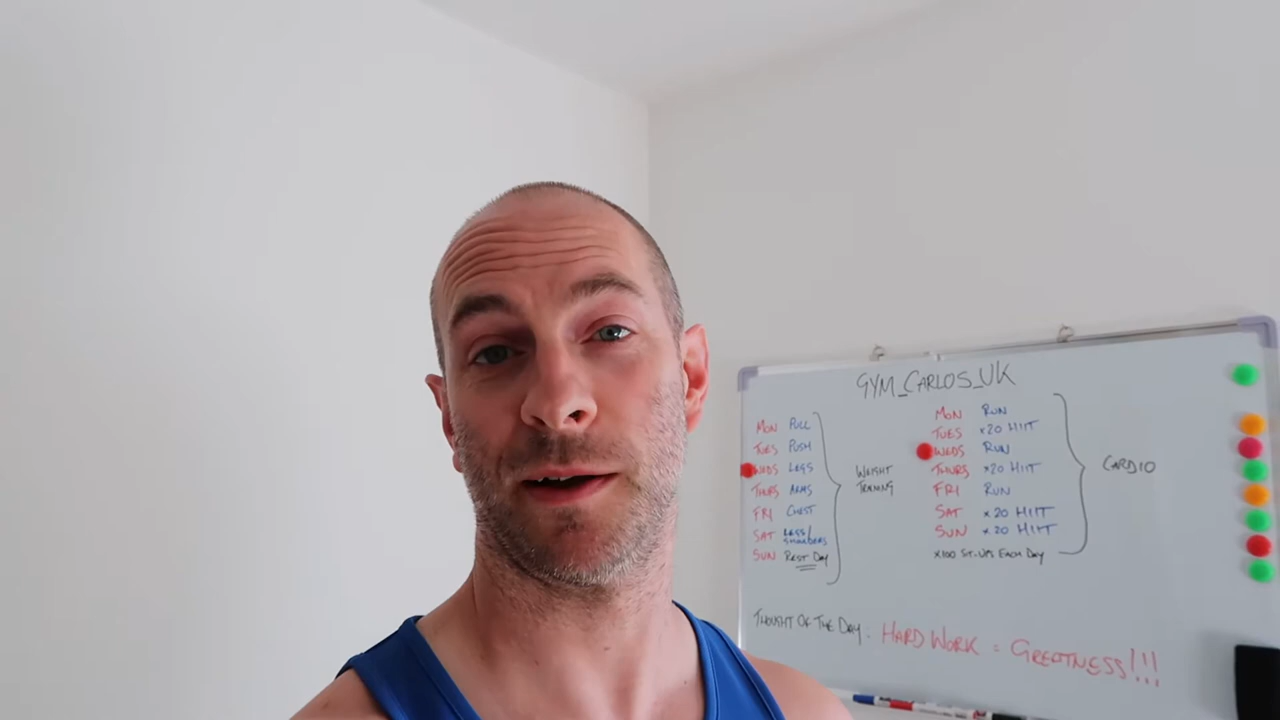 GYM_CARLOS_UK
MON PULL
TUES PUSH
WEDS LEGS
THURS ARMS
FRI CHEST
SAT LEGS/
SHOULDERS
SUN REST DAY
WEIGHT
TRAINING
MON RUN
TUES x20 HIIT
WEDS RUN
THURS x20 HIIT
FRI RUN
SAT x20 HIIT
SUN x20 HIIT
x100 SIT-UPS EACH DAY
CARDIO
THOUGHT OF THE DAY: HARD WORK = GREATNESS!!!